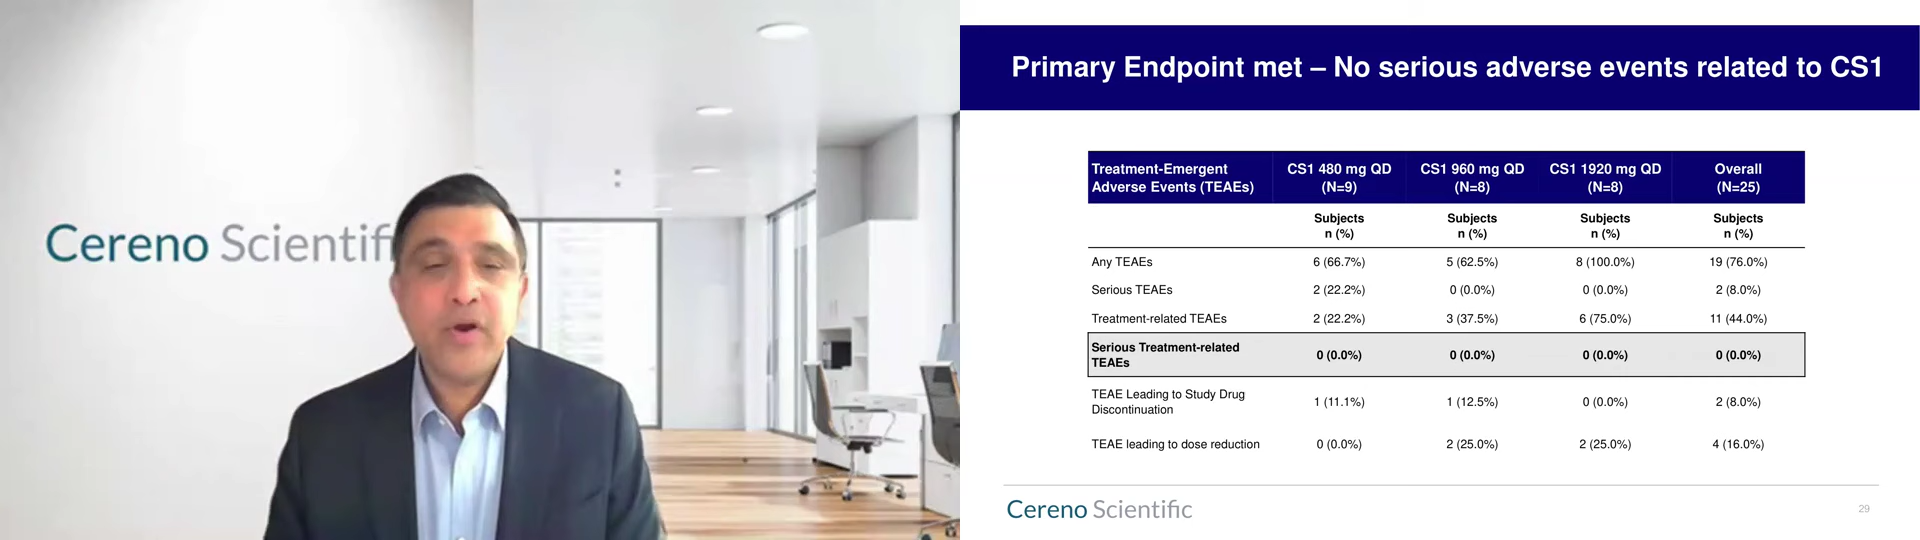 Cereno Scientif
Primary Endpoint met – No serious adverse events related to CS1
Treatment-Emergent Adverse Events (TEAEs) CS1 480 mg QD (N=9) CS1 960 mg QD (N=8) CS1 1920 mg QD (N=8) Overall (N=25)
Subjects n (%) Subjects n (%) Subjects n (%) Subjects n (%)
Any TEAEs 6 (66.7%) 5 (62.5%) 8 (100.0%) 19 (76.0%)
Serious TEAEs 2 (22.2%) 0 (0.0%) 0 (0.0%) 2 (8.0%)
Treatment-related TEAEs 2 (22.2%) 3 (37.5%) 6 (75.0%) 11 (44.0%)
Serious Treatment-related TEAEs 0 (0.0%) 0 (0.0%) 0 (0.0%) 0 (0.0%)
TEAE Leading to Study Drug Discontinuation 1 (11.1%) 1 (12.5%) 0 (0.0%) 2 (8.0%)
TEAE leading to dose reduction 0 (0.0%) 2 (25.0%) 2 (25.0%) 4 (16.0%)
Cereno Scientific
29